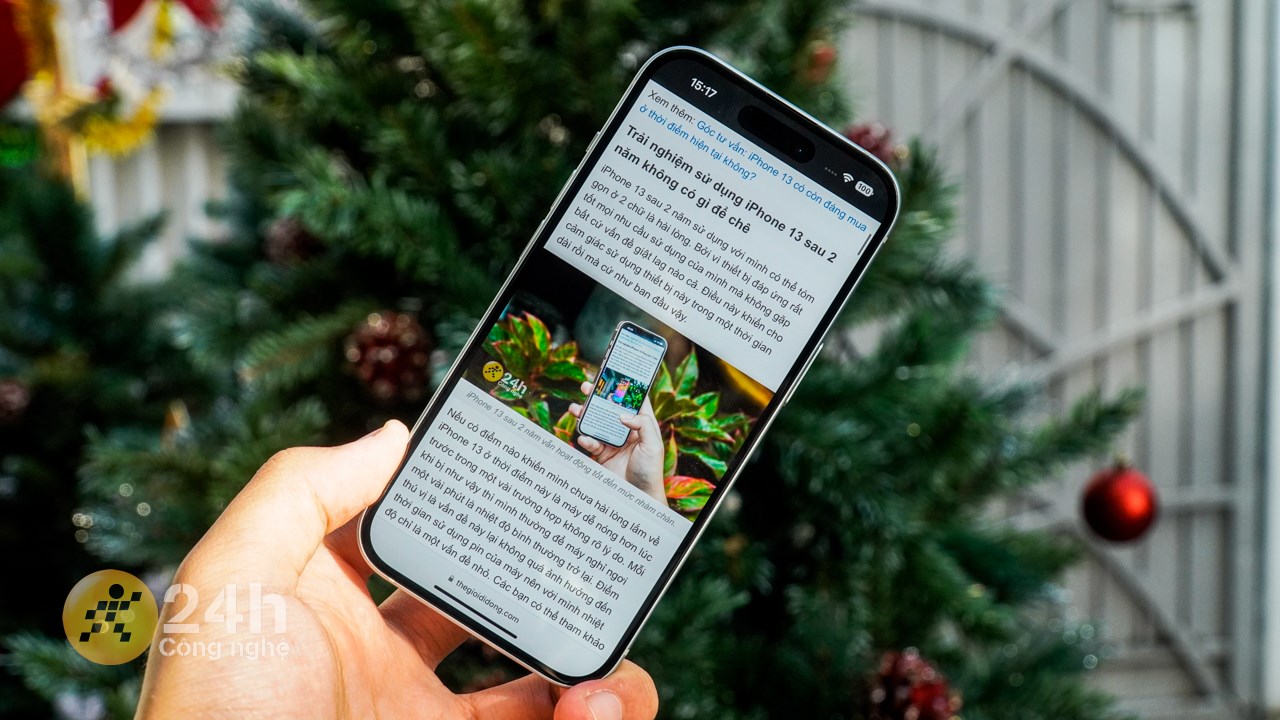 15:17
100
Xem thêm: Góc tư vấn: iPhone 13 có còn đáng mua
ở thời điểm hiện tại không?
Trải nghiệm sử dụng iPhone 13 sau 2
năm không có gì để chê
iPhone 13 sau 2 năm sử dụng với mình có thể tóm
gọn ở 2 chữ là hài lòng. Bởi vì thiết bị đáp ứng rất
tốt mọi nhu cầu sử dụng của mình mà không gặp
bất cứ vấn đề giật lag nào cả. Điều này khiến cho
cảm giác sử dụng thiết bị này trong một thời gian
dài rồi mà cứ như ban đầu vậy.
24h
Công nghệ
iPhone 13 sau 2 năm vẫn hoạt động tốt đến mức nhàm chán
Nếu có điểm nào khiến mình chưa hài lòng lắm về
iPhone 13 ở thời điểm này là máy dễ nóng hơn lúc
trước trong một vài trường hợp không rõ lý do. Mỗi
khi bị như vậy thì mình thường để máy nghỉ ngơi
một vài phút là nhiệt độ bình thường trở lại. Điểm
thú vị là vấn đề này lại không quá ảnh hưởng đến
thời gian sử dụng pin của máy nên với mình nhiệt
độ chỉ là một vấn đề nhỏ. Các bạn có thể tham khảo
thegioididong.com
24h
Công nghệ